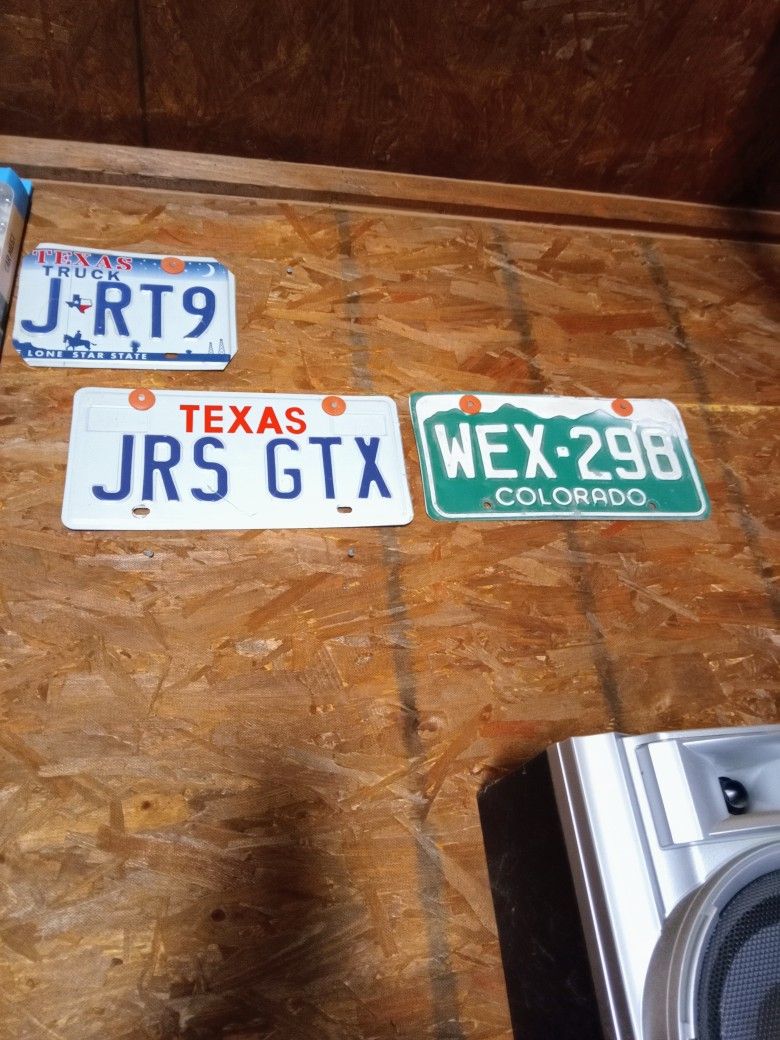 TEXAS
TRUCK
J RT9
LONE STAR STATE
TEXAS
JRS GTX
WEX·298
COLORADO